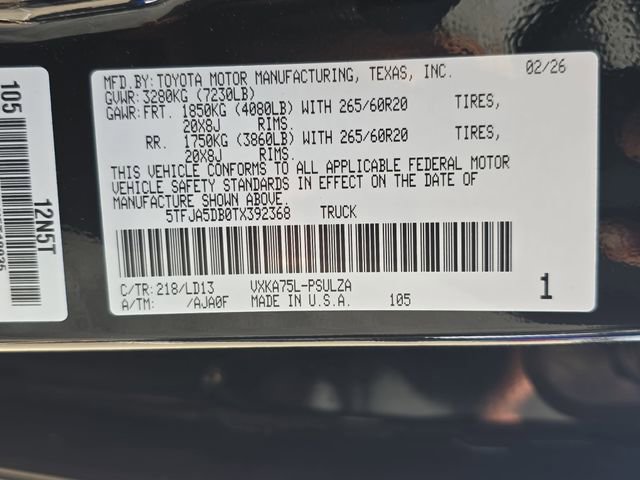 MFD.BY: TOYOTA MOTOR MANUFACTURING, TEXAS, INC. 02/26
GVWR: 3280KG (7230LB)
GAWR: FRT. 1850KG (4080LB) WITH 265/60R20 TIRES,
20X8J RIMS.
RR. 1750KG (3860LB) WITH 265/60R20 TIRES,
20X8J RIMS.
THIS VEHICLE CONFORMS TO ALL APPLICABLE FEDERAL MOTOR
VEHICLE SAFETY STANDARDS IN EFFECT ON THE DATE OF
MANUFACTURE SHOWN ABOVE.
5TFJA5DB0TX392368 TRUCK
C/TR: 218/LD13 VXKA75L-PSULZA
A/TM: /AJA0F MADE IN U.S.A. 105
1
105
12N5T